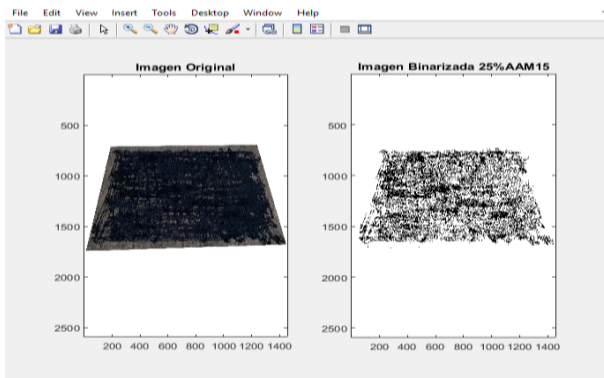 File Edit View Insert Tools Desktop Window Help
Imagen Original
500
1000
1500
2000
2500
200 400 600 800 1000 1200 1400
Imagen Binarizada 25%AAM15
500
1000
1500
2000
2500
200 400 600 800 1000 1200 1400